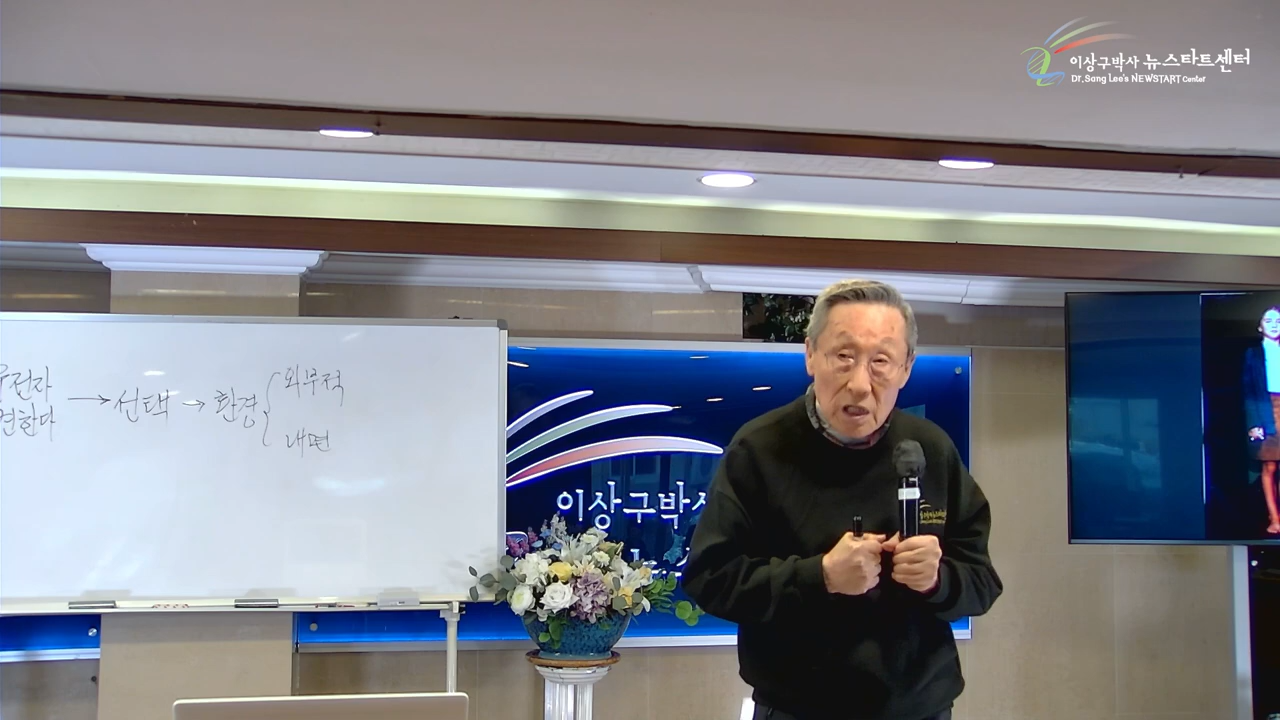 이상구박사 뉴스타트센터
Dr. Sang Lee's NEWSTART Center
전자 → 선택 → 환경 { 외부적
변한다
내면
이상구박사